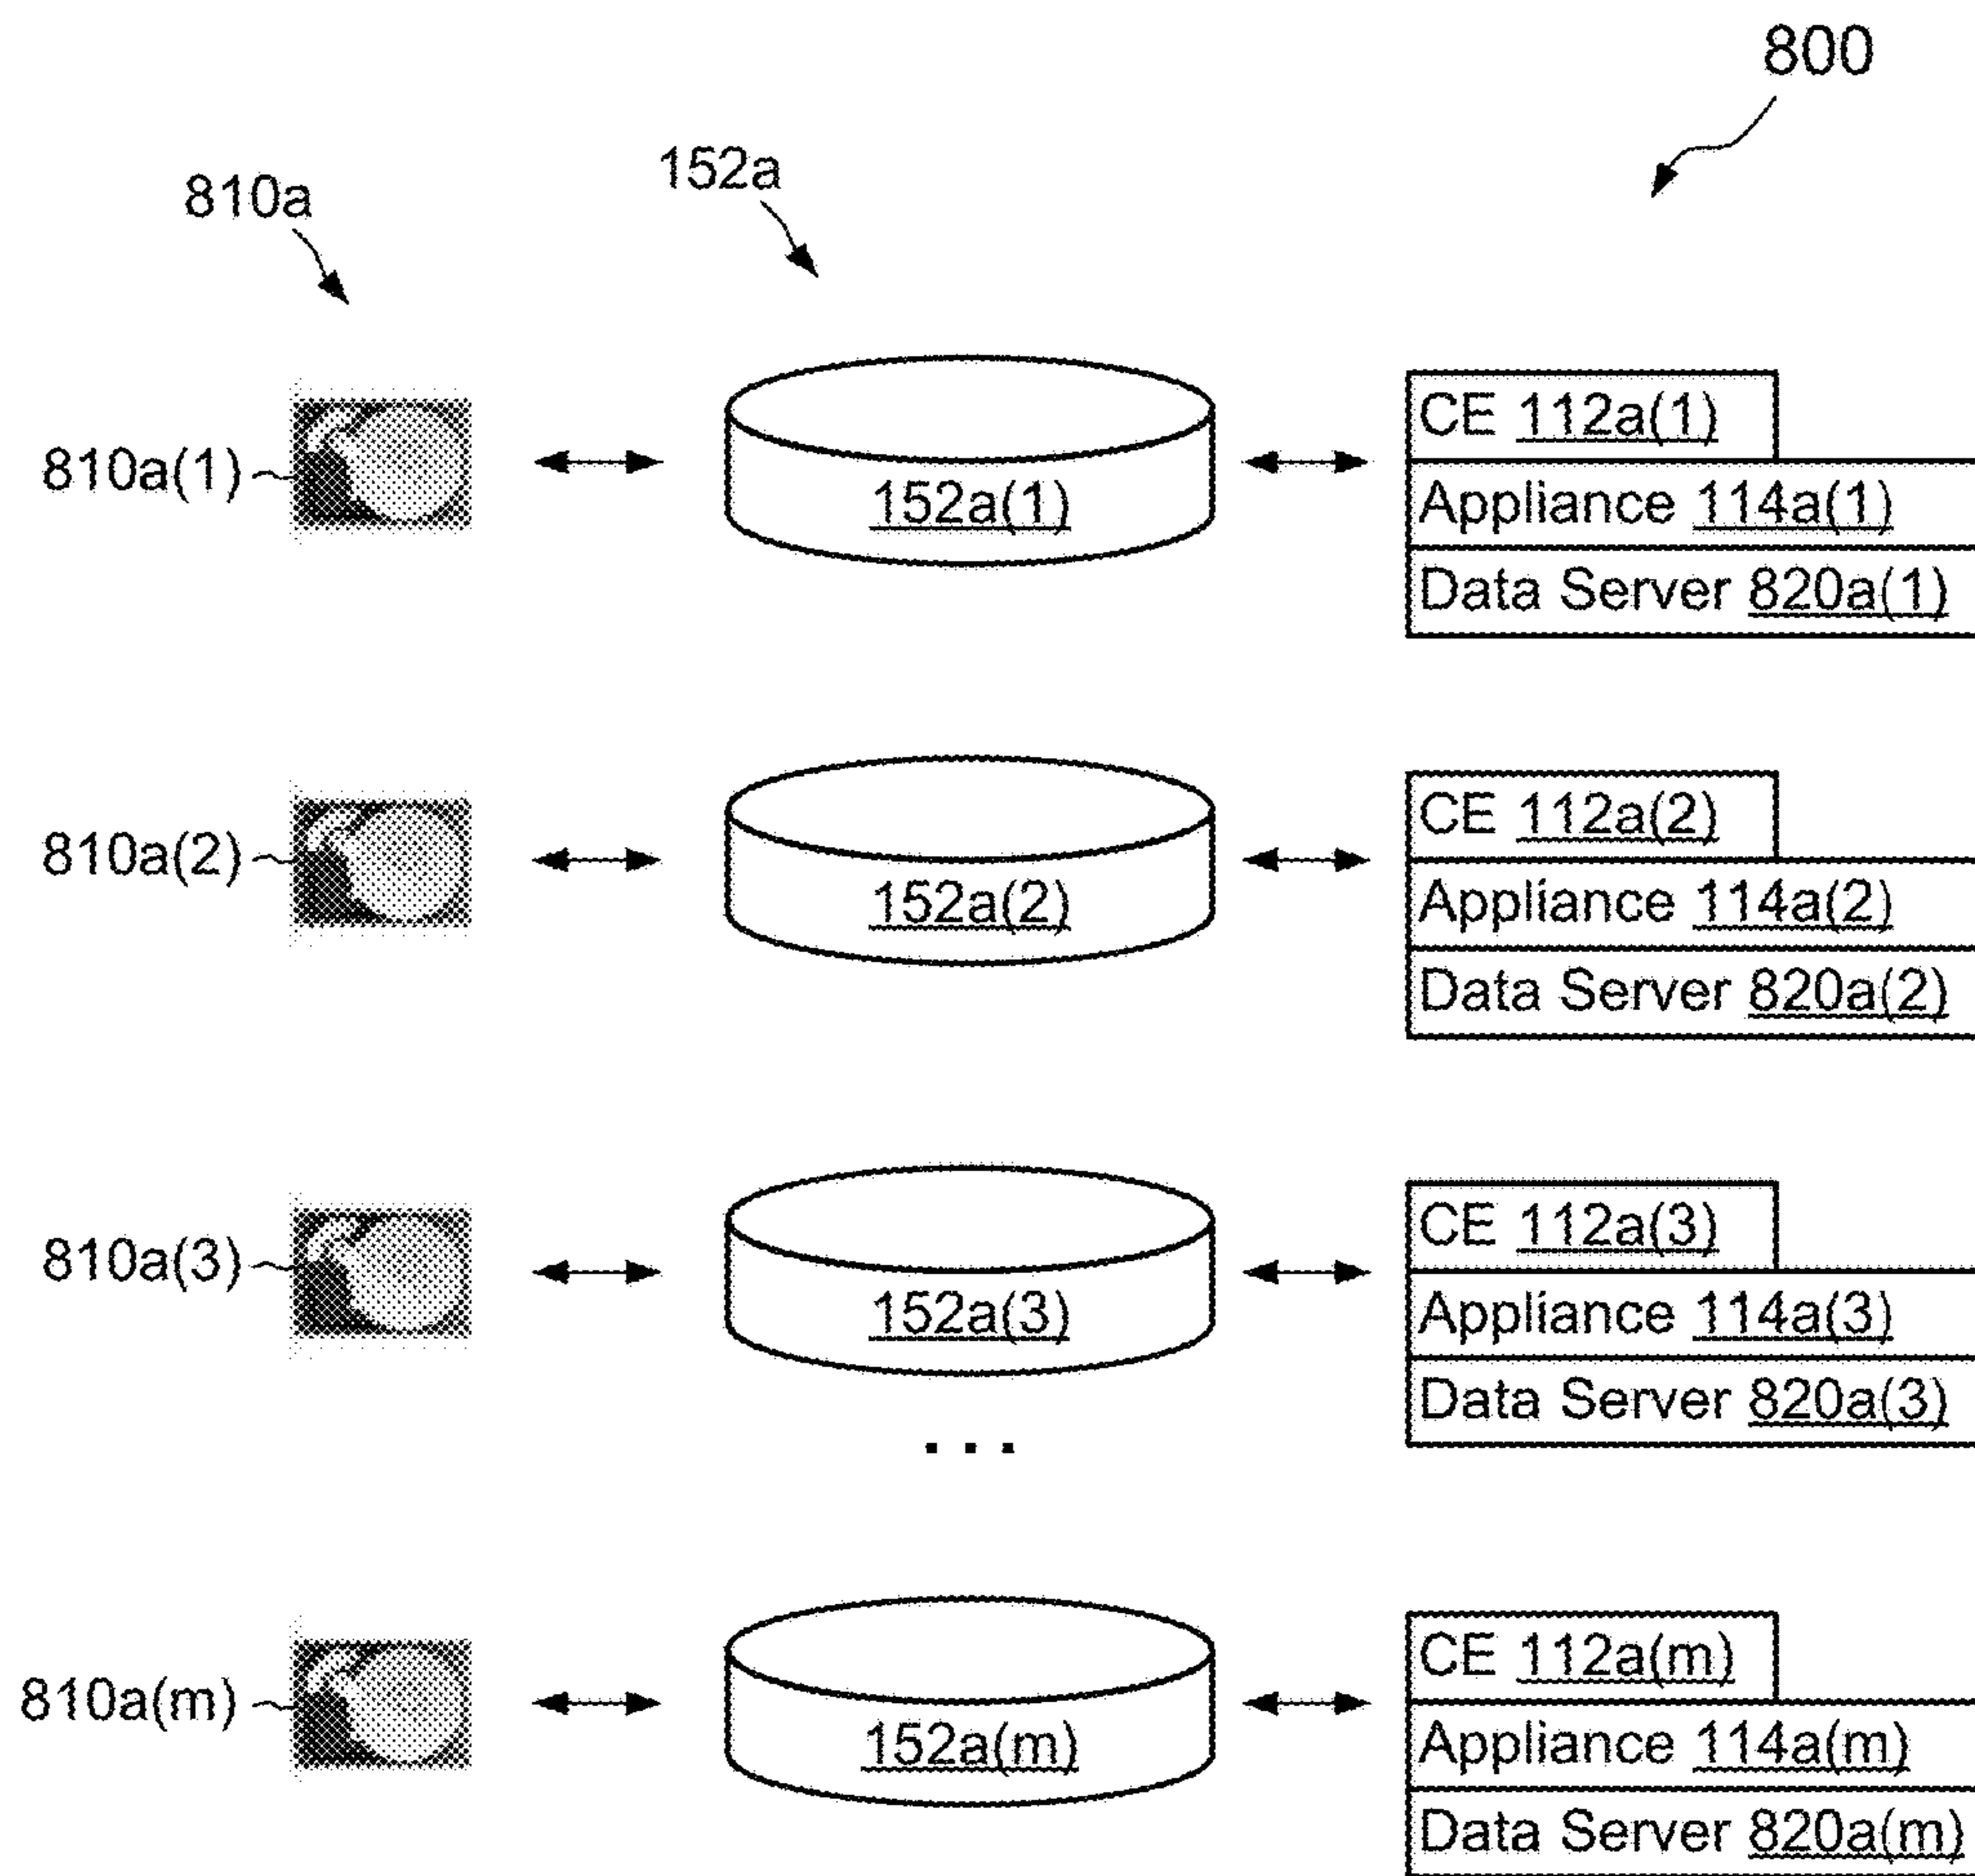 800
152a
810a
CE 112a(1)
810a(1)
152a(1)
Appliance 114a(1)
Data Server 820a(1)
CE 112a(2)
810a(2)
152a(2)
Appliance 114a(2)
Data Server 820a(2)
CE 112a(3)
810a(3)
152a(3)
Appliance 114a(3)
Data Server 820a(3)
...
CE 112a(m)
810a(m)
152a(m)
Appliance 114a(m)
Data Server 820a(m)